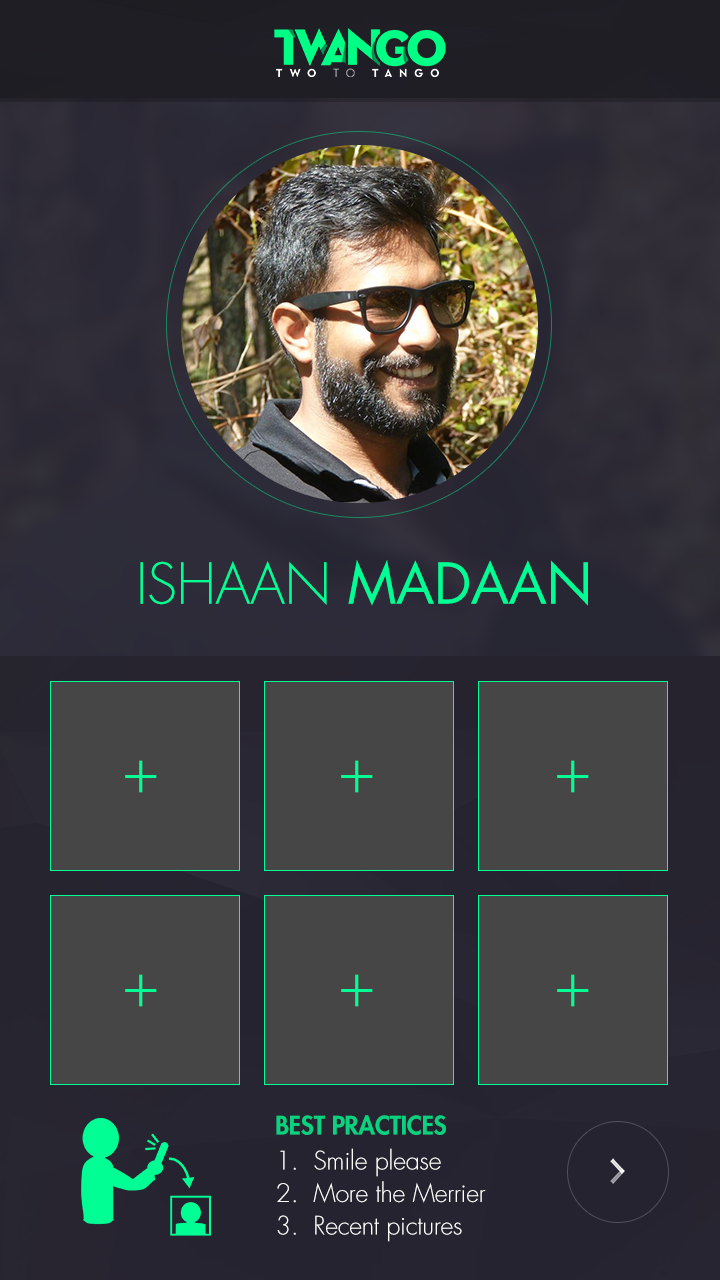 TWANGO
TWO TO TANGO
ISHAAN MADAAN
BEST PRACTICES
1. Smile please
2. More the Merrier
3. Recent pictures